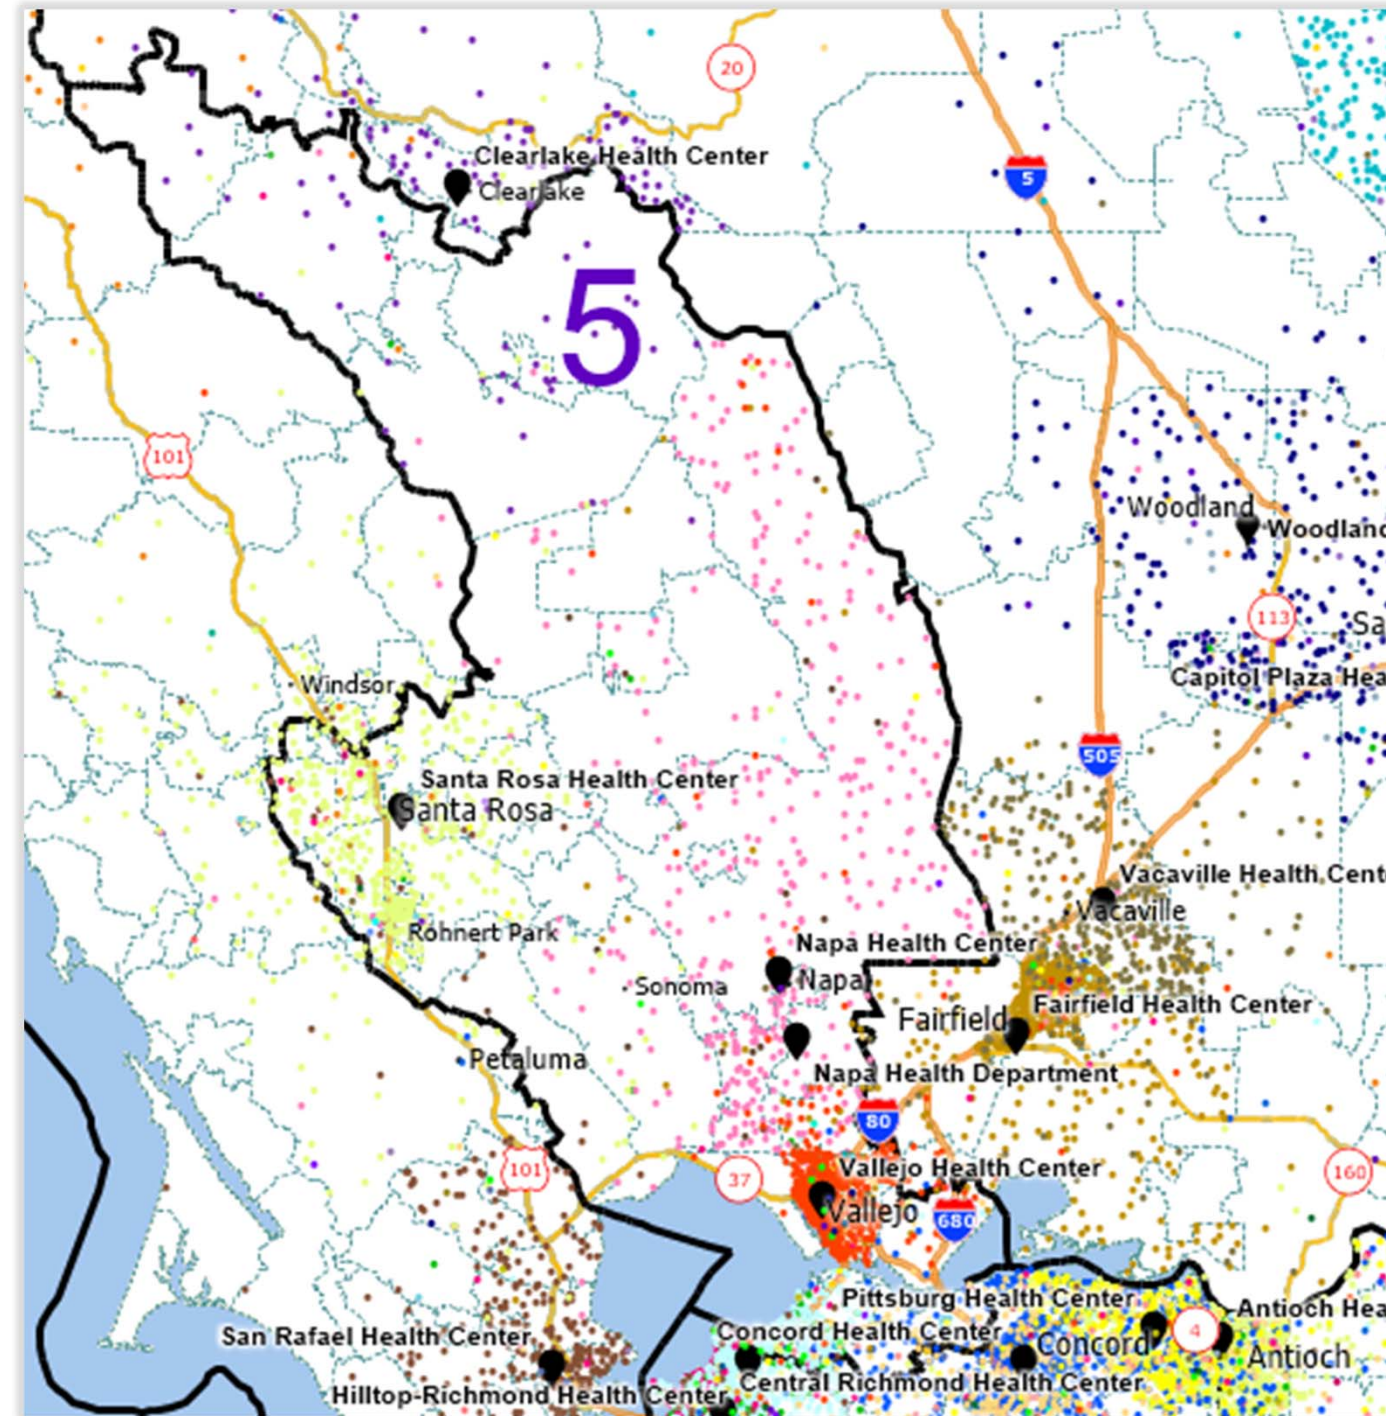 20
Clearlake Health Center
Clearlake
5
5
101
Woodland
Woodland
113
Sa
Windsor
Capitol Plaza Hea
505
Santa Rosa Health Center
Santa Rosa
Vacaville Health Cent
Vacaville
Rohnert Park
Napa Health Center
Napa
Sonoma
Fairfield Health Center
Fairfield
Petaluma
Napa Health Department
80
101
37
Vallejo Health Center
160
Vallejo
680
Pittsburg Health Center
Antioch Hea
San Rafael Health Center
Concord Health Center
Concord
4
Antioch
Central Richmond Health Center
Hilltop-Richmond Health Center